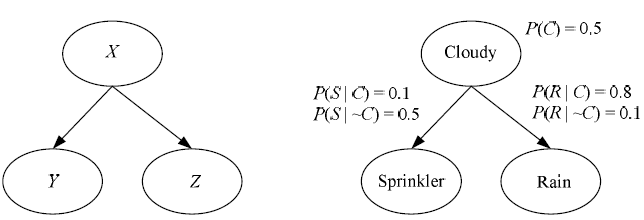 X
Y
Z
P(C) = 0.5
Cloudy
P(S | C) = 0.1
P(S | ~C) = 0.5
P(R | C) = 0.8
P(R | ~C) = 0.1
Sprinkler
Rain